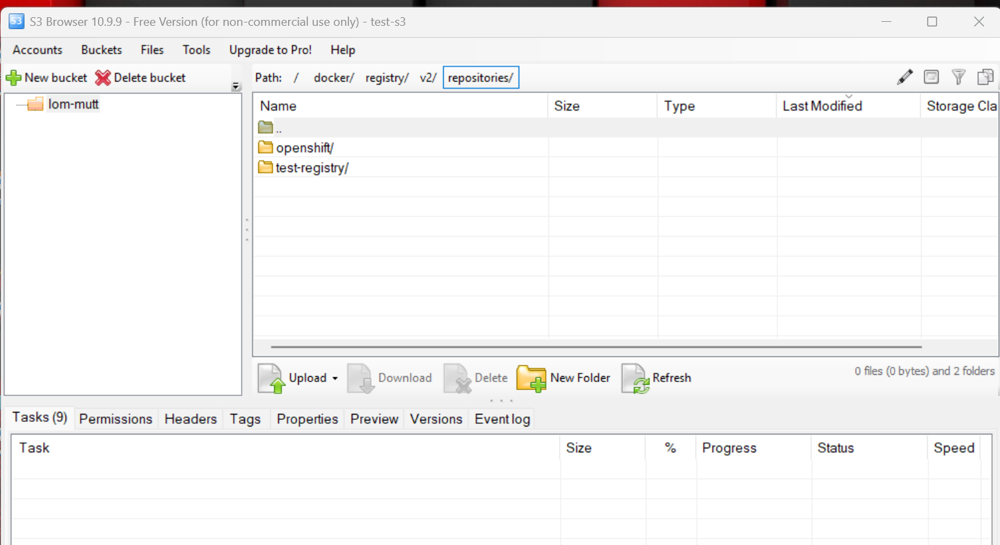 S3 S3 Browser 10.9.9 - Free Version (for non-commercial use only) - test-s3
Accounts Buckets Files Tools Upgrade to Pro! Help
New bucket Delete bucket
Path: / docker/ registry/ v2/ repositories/
lom-mutt
Name Size Type Last Modified Storage Cla
..
openshift/
test-registry/
Upload Download Delete New Folder Refresh
0 files (0 bytes) and 2 folders
Tasks (9) Permissions Headers Tags Properties Preview Versions Event log
Task Size % Progress Status Speed